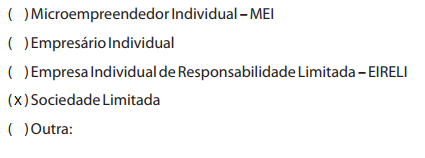 ( ) Microempreendedor Individual – MEI
( ) Empresário Individual
( ) Empresa Individual de Responsabilidade Limitada – EIRELI
(x) Sociedade Limitada
( ) Outra: